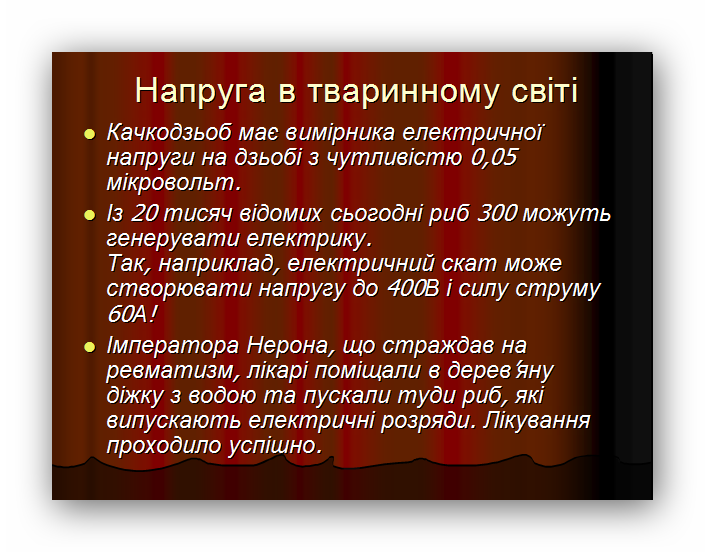 Напруга в тваринному світі
Качкодзьоб має вимірника електричної
напруги на дзьобі з чутливістю 0,05
мікровольт.
Із 20 тисяч відомих сьогодні риб 300 можуть
генерувати електрику.
Так, наприклад, електричний скат може
створювати напругу до 400В і силу струму
60А!
Імператора Нерона, що страждав на
ревматизм, лікарі поміщали в дерев'яну
діжку з водою та пускали туди риб, які
випускають електричні розряди. Лікування
проходило успішно.